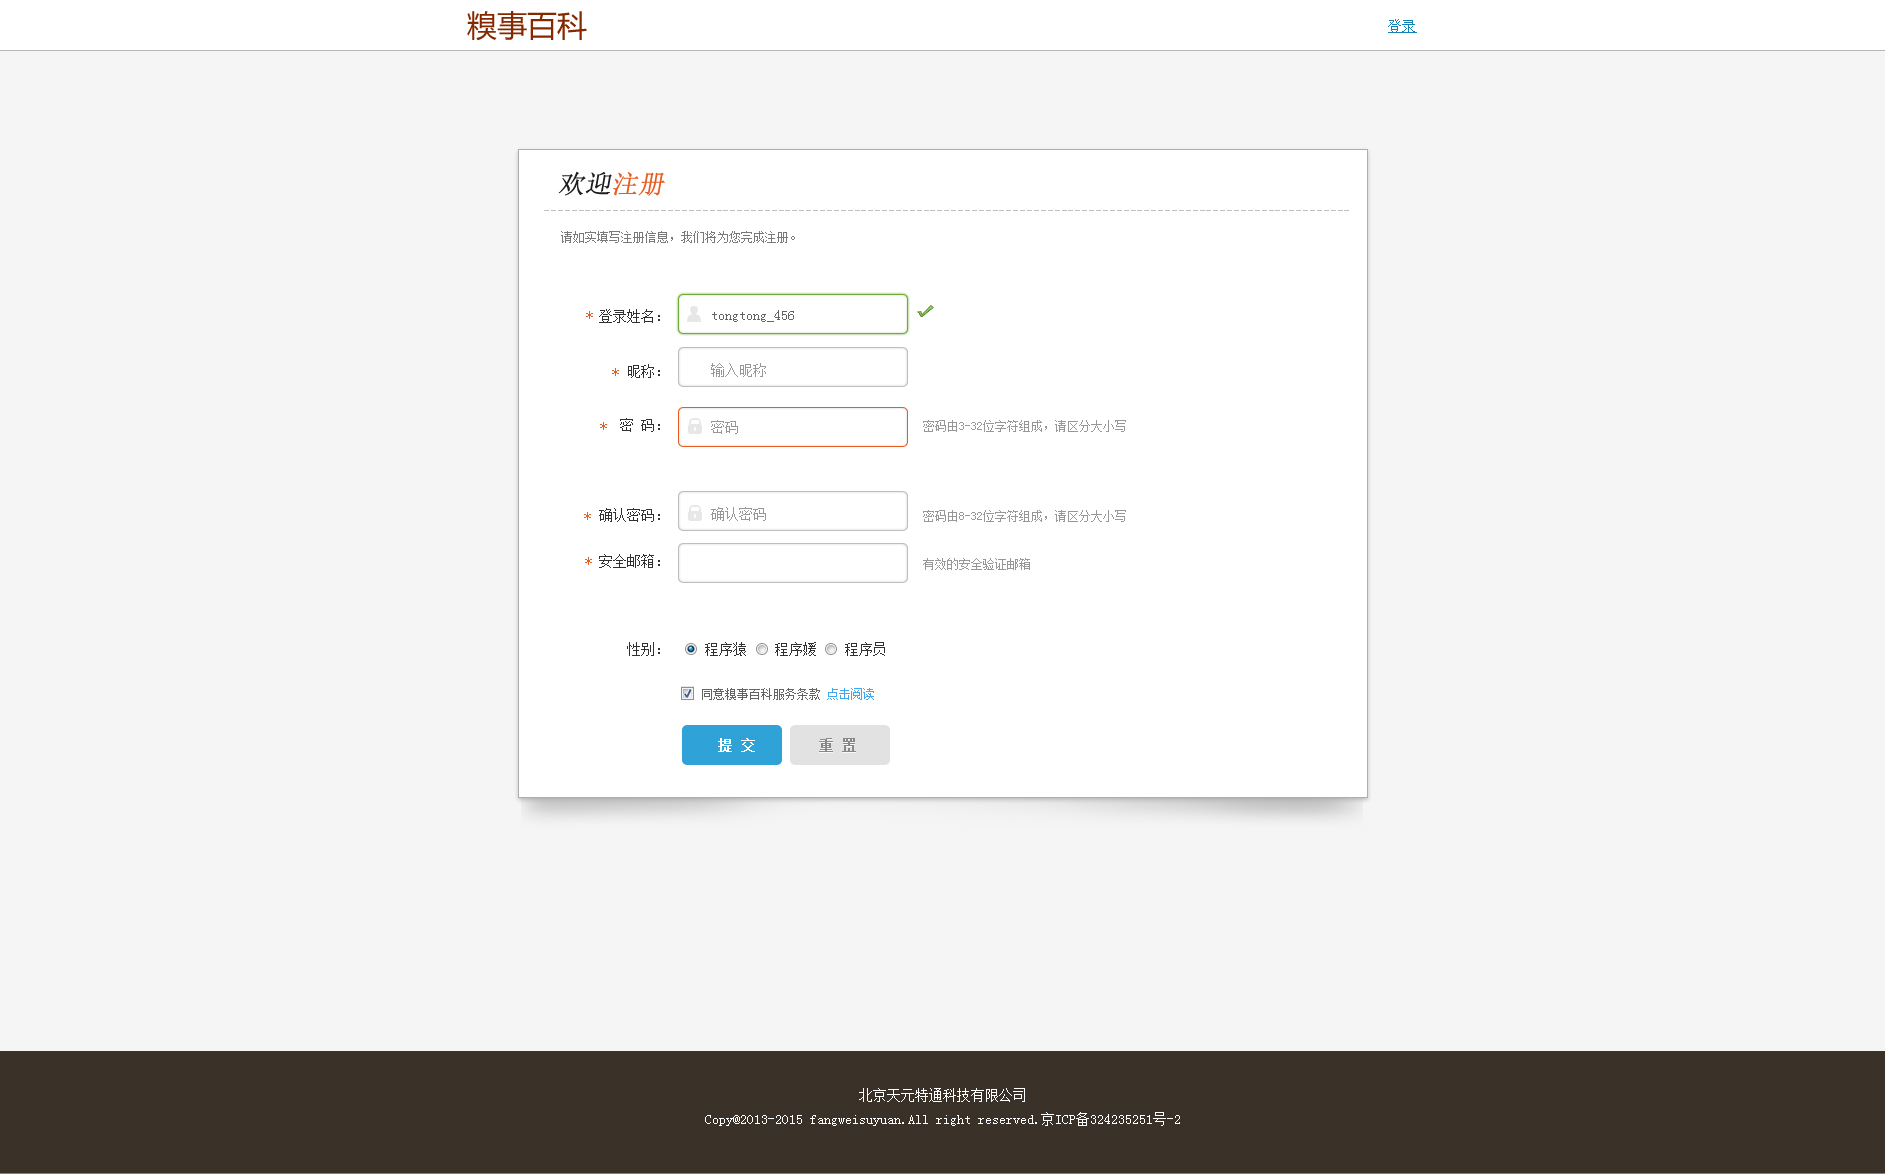 糗事百科
登录
欢迎注册
请如实填写注册信息，我们将为您完成注册。
* 登录姓名： tongtong_456
* 昵称： 输入昵称
* 密 码： 密码 密码由3-32位字符组成，请区分大小写
* 确认密码： 确认密码 密码由8-32位字符组成，请区分大小写
* 安全邮箱： 有效的安全验证邮箱
性别： 程序猿 程序媛 程序员
同意糗事百科服务条款 点击阅读
提 交 重 置
北京天元特通科技有限公司
Copy@2013-2015 fangweisuyuan.All right reserved.京ICP备324235251号-2